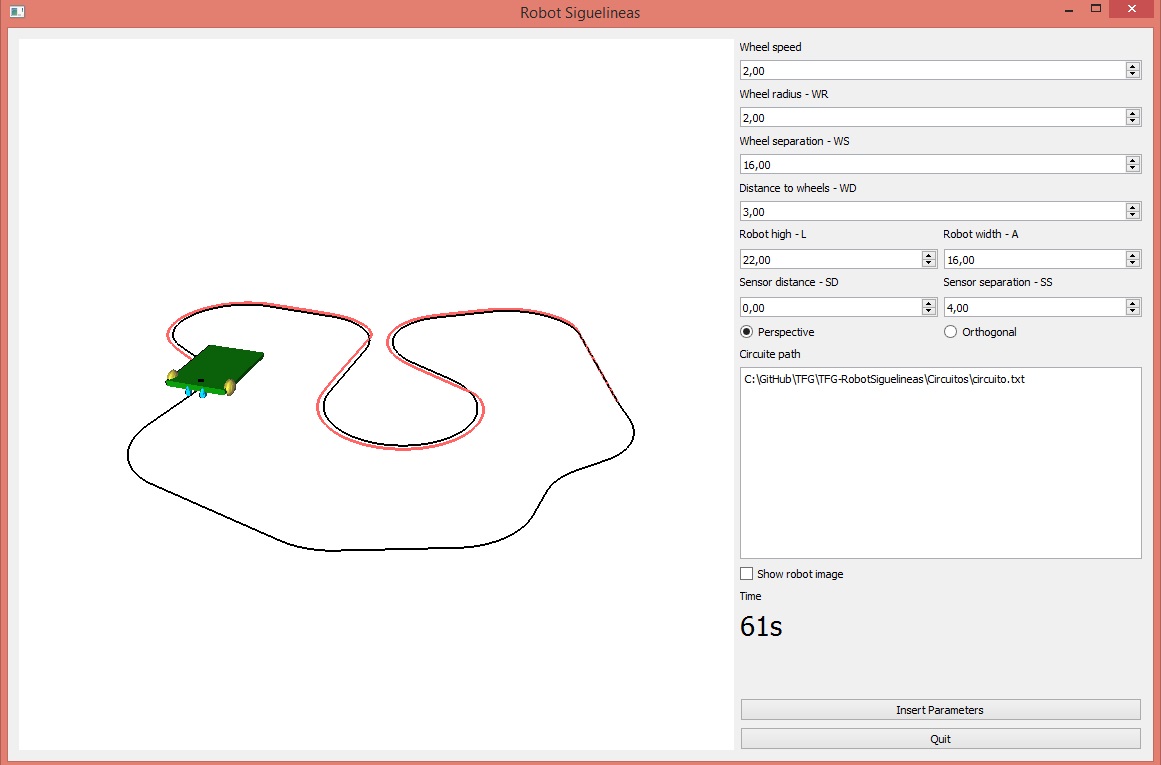 Robot Siguelineas
Wheel speed
2,00
Wheel radius - WR
2,00
Wheel separation - WS
16,00
Distance to wheels - WD
3,00
Robot high - L
Robot width - A
22,00
16,00
Sensor distance - SD
Sensor separation - SS
0,00
4,00
Perspective
Orthogonal
Circuite path
C:\GitHub\TFG\TFG-RobotSiguelineas\Circuitos\circuito.txt
Show robot image
Time
61s
Insert Parameters
Quit